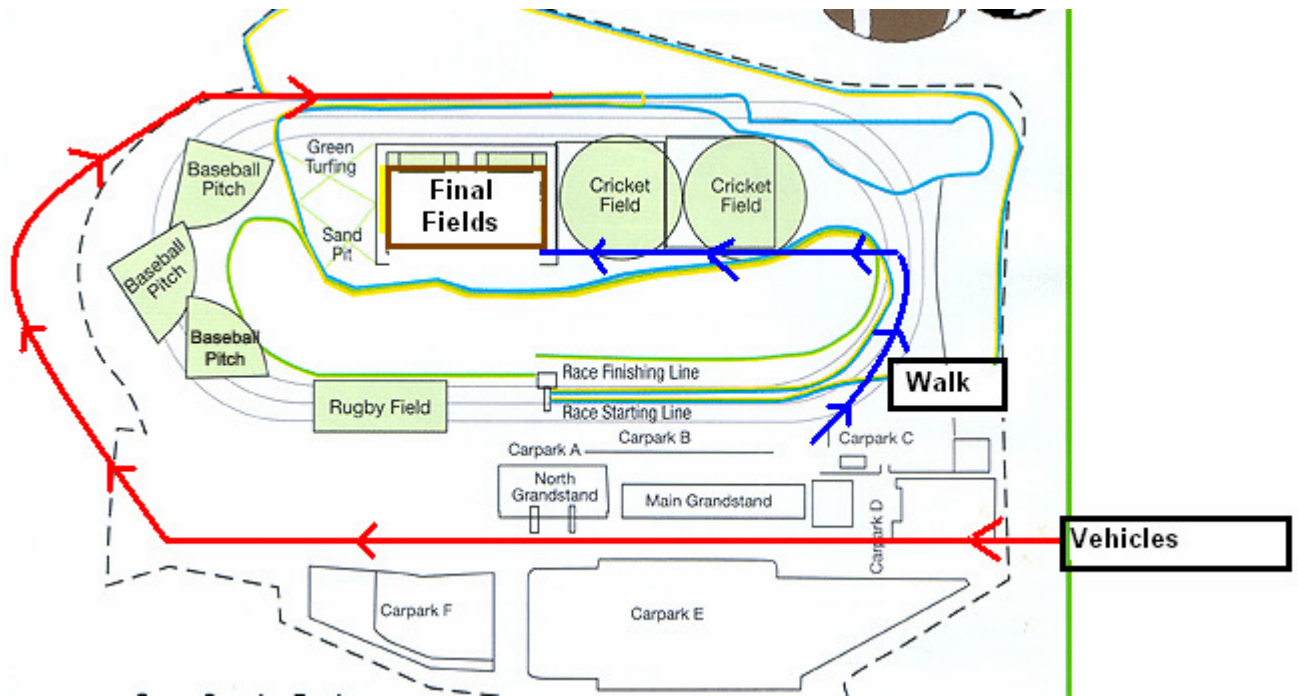 Green
Turfing
Baseball
Pitch
Final
Fields
Cricket
Field
Cricket
Field
Sand
Pit
Baseball
Pitch
Baseball
Pitch
Race Finishing Line
Walk
Rugby Field
Race Starting Line
Carpark B
Carpark C
Carpark A
North
Grandstand
Main Grandstand
Carpark D
Vehicles
Carpark F
Carpark E